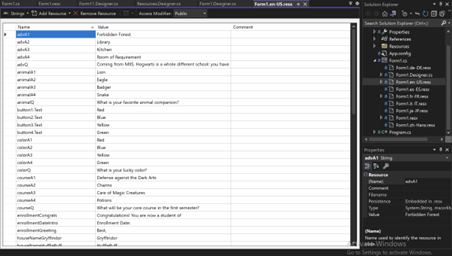 Form1.cs
Form1.resx
Form1.Designer.cs
Resources.Designer.cs
Form1.Designer.cs
Form1.en-US.resx
Strings
Add Resource
Remove Resource
Access Modifier: Public
Name Value Comment
advA1 Forbidden Forest
advA2 Library
advA3 Kitchen
advA4 Room of Requirement
advQ Coming from NHS, Hogwarts is a whole different school: you have
animalA1 Lion
animalA2 Eagle
animalA3 Badger
animalA4 Snake
animalQ What is your favorite animal companion?
button1.Text Red
button2.Text Blue
button3.Text Yellow
button4.Text Green
colorA1 Red
colorA2 Blue
colorA3 Yellow
colorA4 Green
colorQ What is your lucky color?
courseA1 Defense against the Dark Arts
courseA2 Charms
courseA3 Care of Magic Creatures
courseA4 Potions
courseQ What will be your core course in the first semester?
enrollmentCongrats Congratulations! You are now a student of
enrollmentDateIntro Enrollment Date:
enrollmentGreeting Best,
houseNameGryffindor Gryffindor
Solution Explorer
Search Solution Explorer
Properties
References
Resources
App.config
Form1.cs
Form1.de-DE.resx
Form1.Designer.cs
Form1.en-US.resx
Form1.es-ES.resx
Form1.fr-FR.resx
Form1.it-IT.resx
Form1.ja-JP.resx
Form1.resx
Form1.zh-Hans.resx
Program.cs
Properties
advA1 String
Resource
(Name) advA1
Comment
Filename
Persistence Embedded in .resx
Type System.String, mscorlib
Value Forbidden Forest
(Name)
Name used to identify the resource in
Activate Windows
Go to Settings to activate Windows.